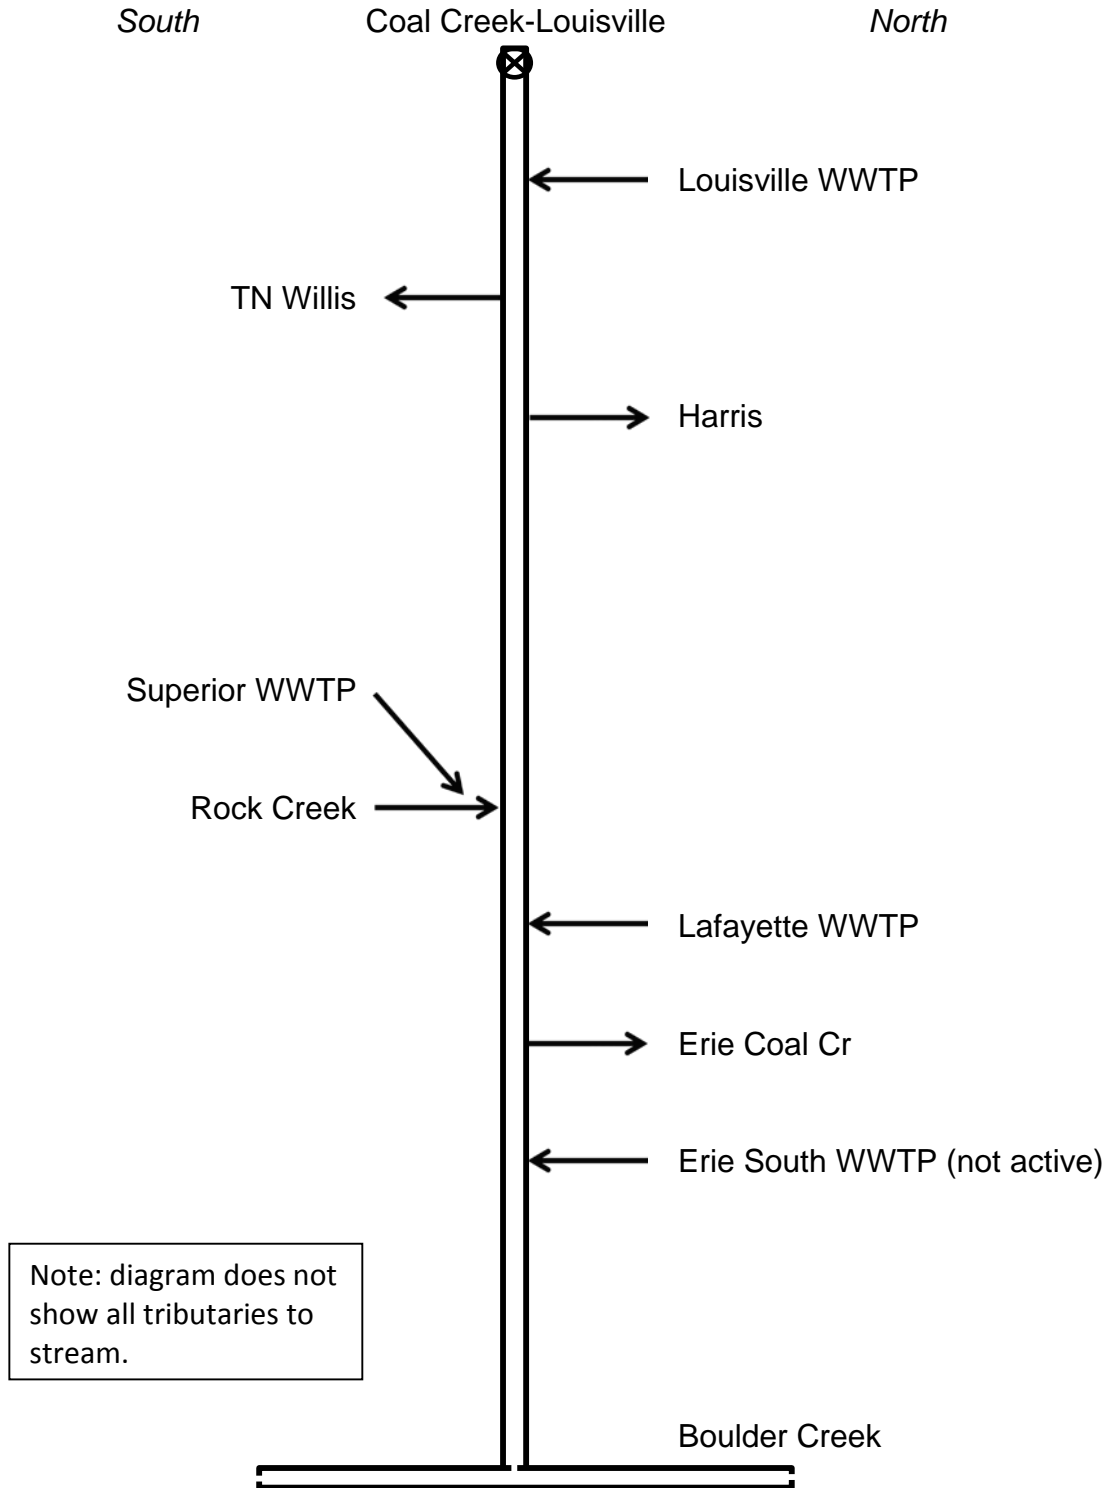 South
Coal Creek-Louisville
North
Louisville WWTP
TN Willis
Harris
Superior WWTP
Rock Creek
Lafayette WWTP
Erie Coal Cr
Erie South WWTP (not active)
Note: diagram does not
show all tributaries to
stream.
Boulder Creek